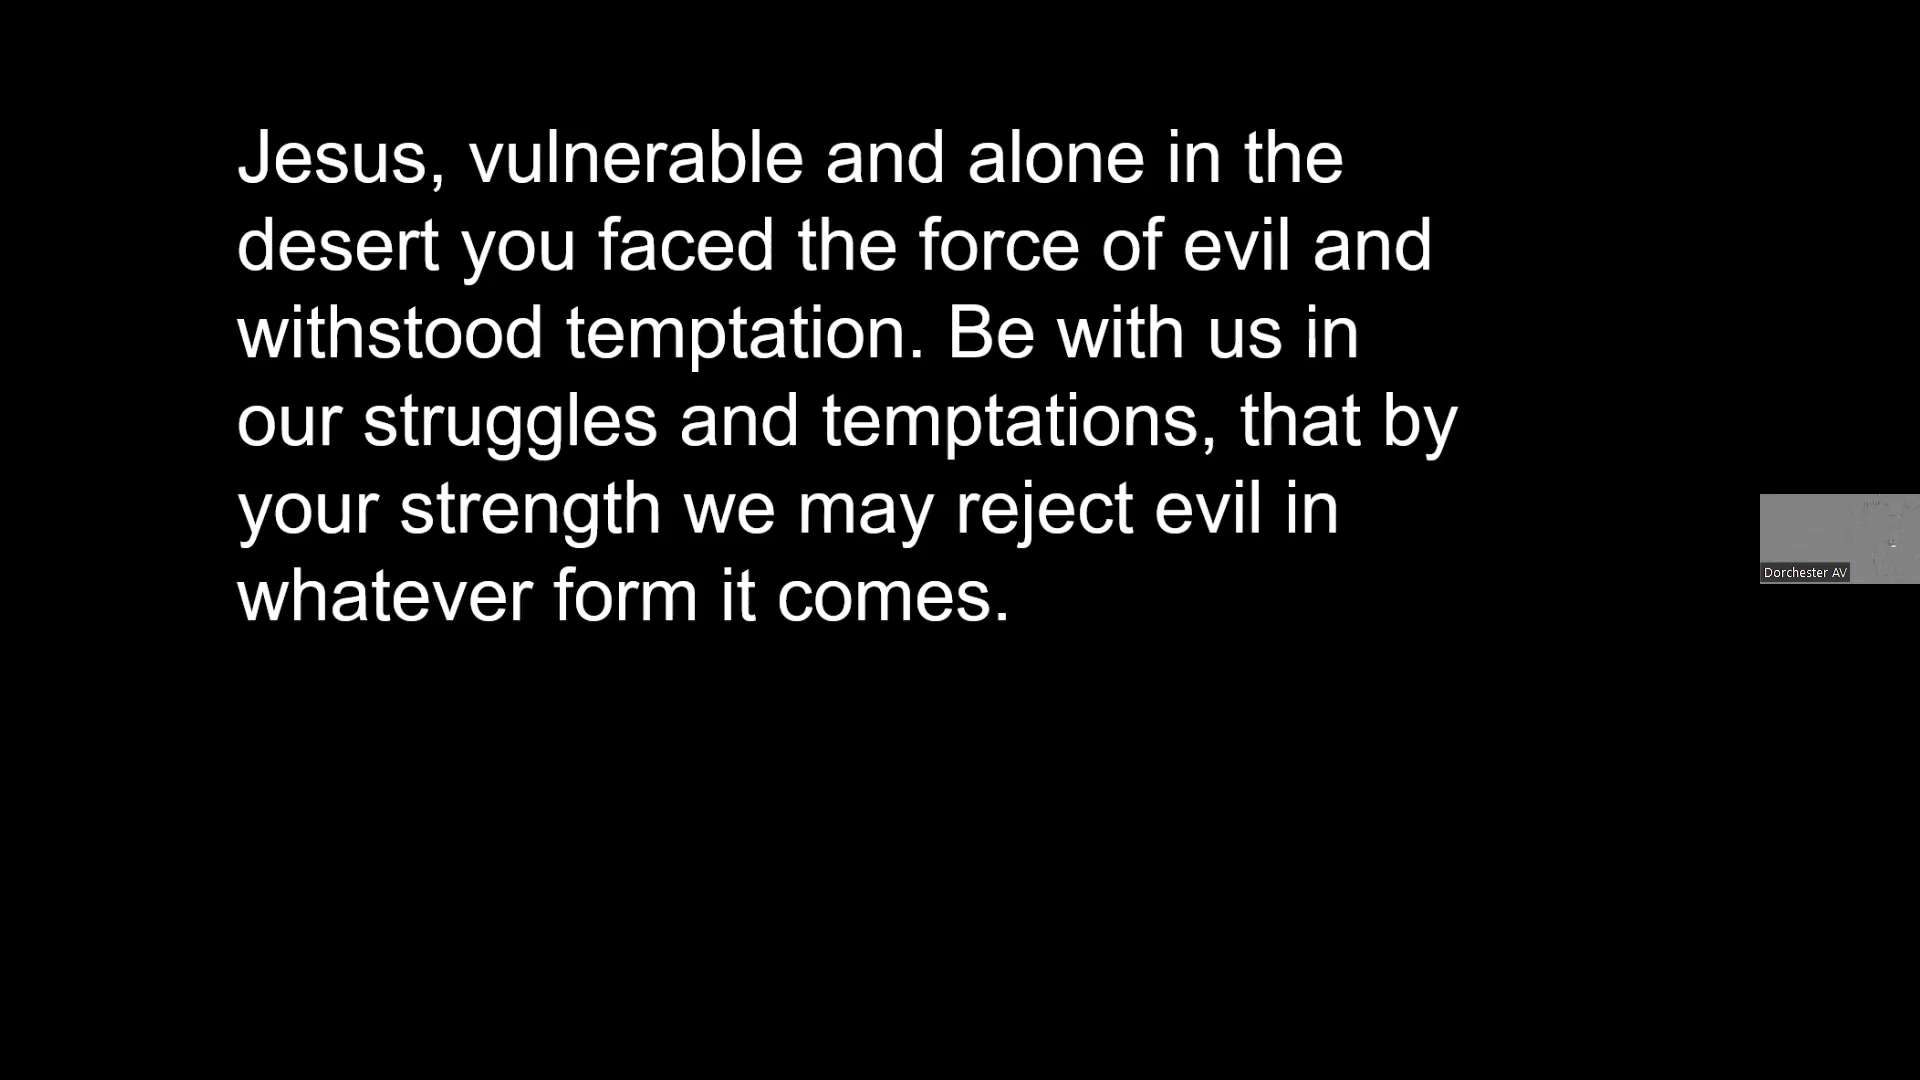 Jesus, vulnerable and alone in the
desert you faced the force of evil and
withstood temptation. Be with us in
our struggles and temptations, that by
your strength we may reject evil in
whatever form it comes.
Dorchester AV